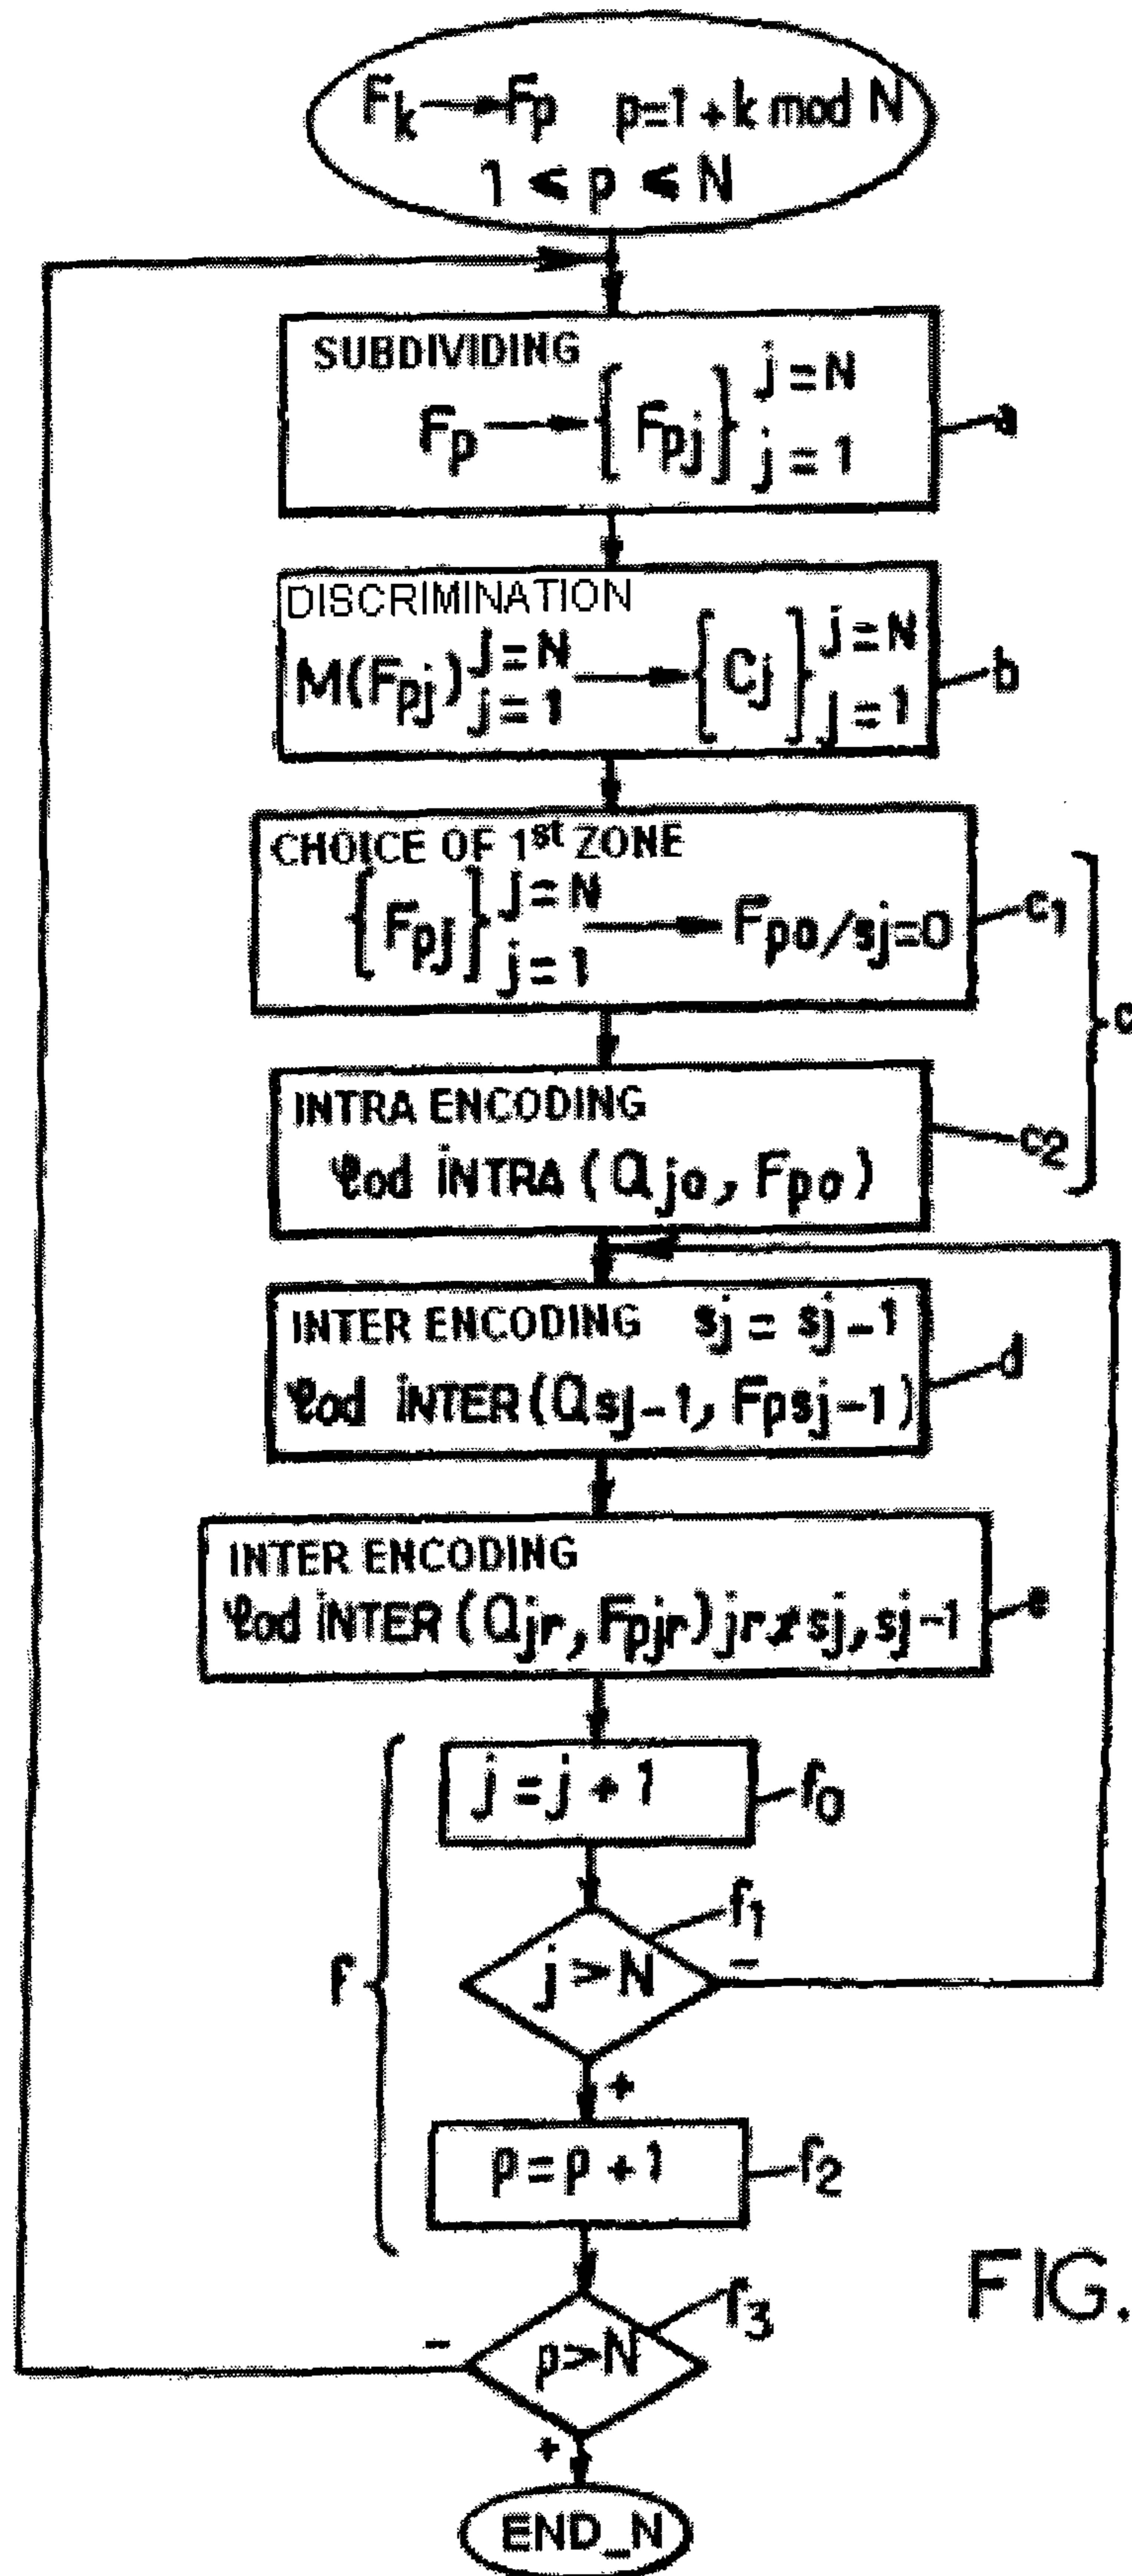 Fk → Fp p=1 + k mod N
1 ≤ p ≤ N
SUBDIVIDING
Fp → { Fpj } j=N j=1
a
DISCRIMINATION
M(Fpj) j=N j=1 → { Cj } j=N j=1
b
CHOICE OF 1st ZONE
{ Fpj } j=N j=1 → Fpo/sj=0
c1
c
INTRA ENCODING
Cod iNTRA (Qjo, Fpo)
c2
INTER ENCODING sj = sj-1
Cod iNTER (Qsj-1, Fpsj-1)
d
INTER ENCODING
Cod iNTER (Qjr, Fpjr) jr ≠ sj, sj-1
e
j = j + 1
f0
f1
j > N
-
f
+
p = p + 1
f2
FIG.
f3
-
p > N
+
END_N